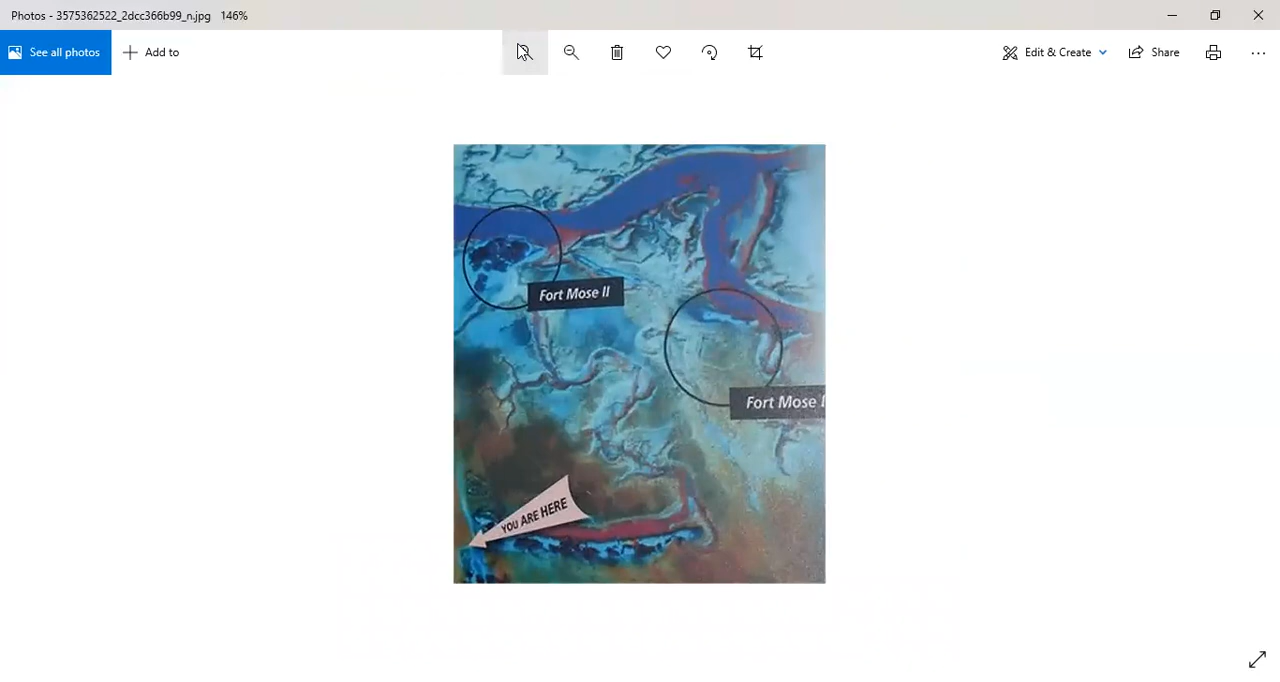 Photos - 3575362522_2dcc366b99_n.jpg 146%
See all photos
Add to
Edit & Create
Share
Fort Mose II
Fort Mose I
YOU ARE HERE